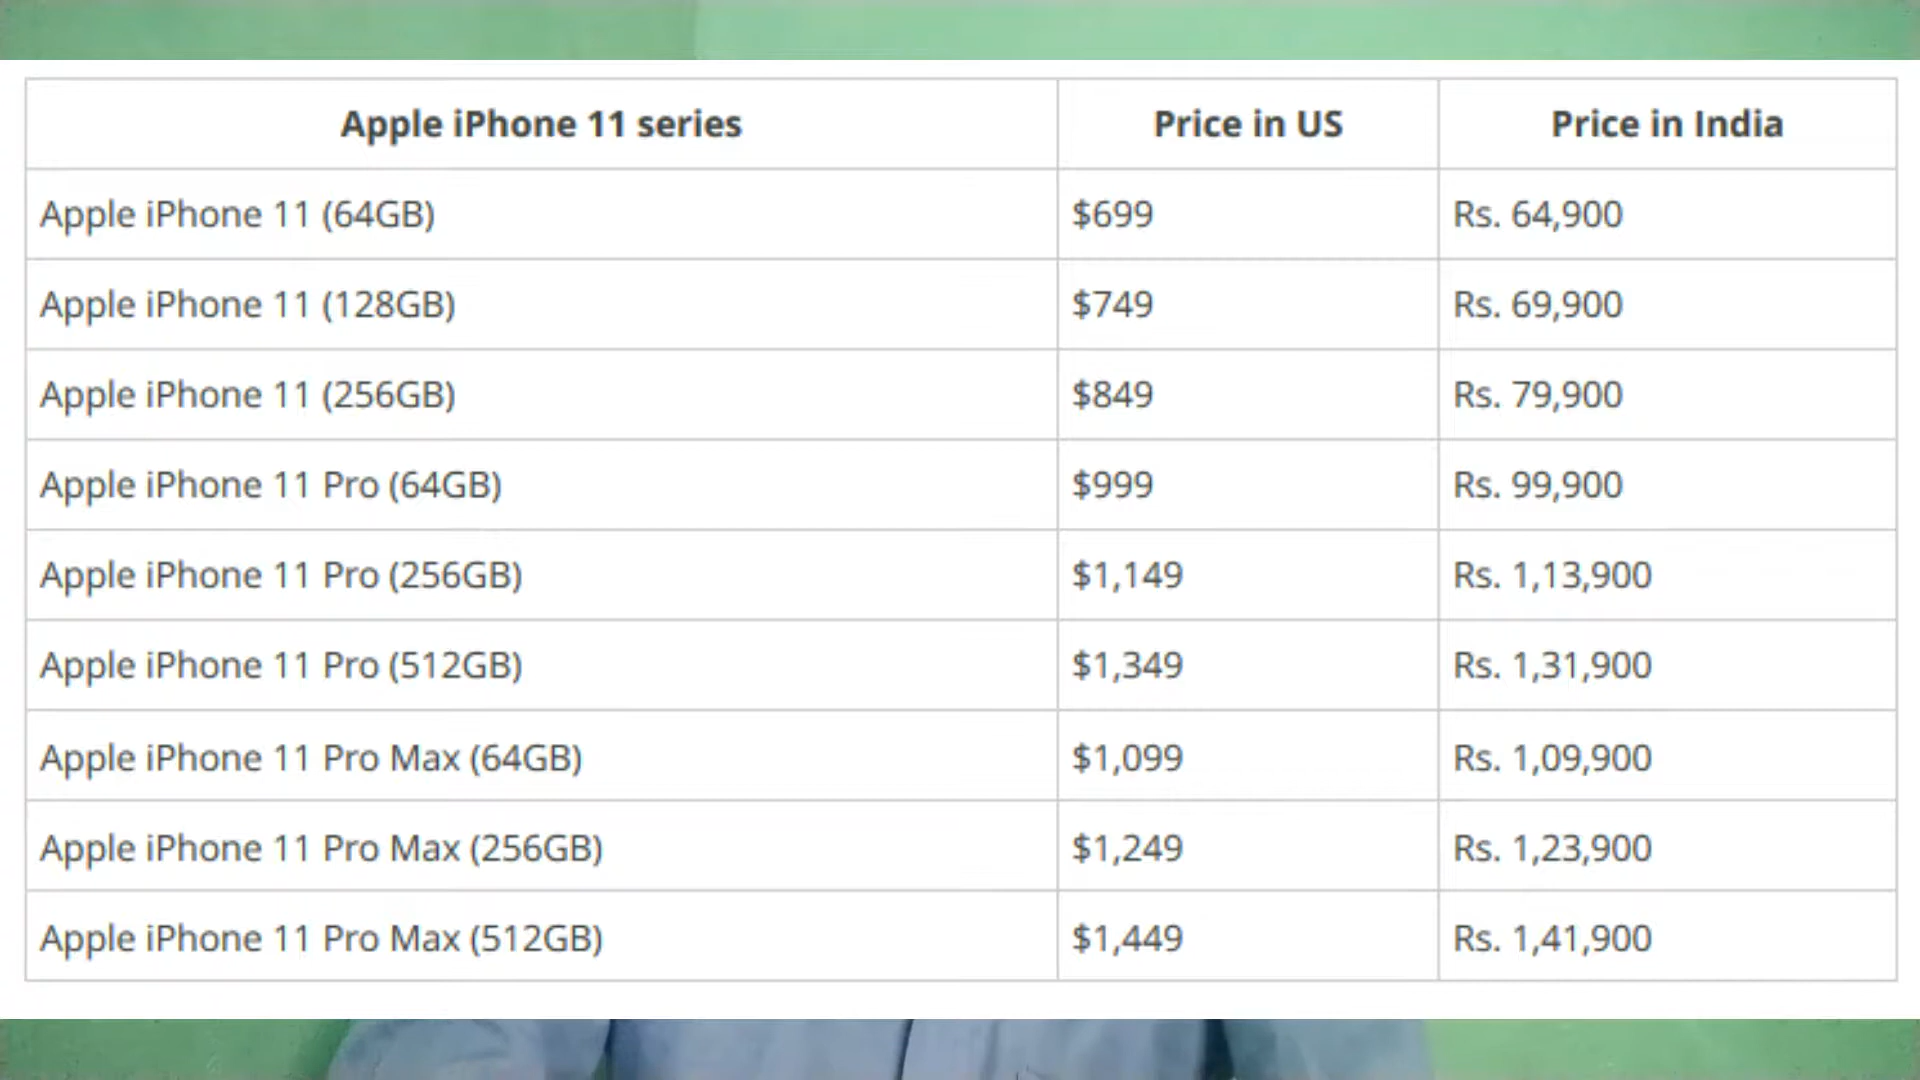 Apple iPhone 11 series Price in US Price in India
Apple iPhone 11 (64GB) $699 Rs. 64,900
Apple iPhone 11 (128GB) $749 Rs. 69,900
Apple iPhone 11 (256GB) $849 Rs. 79,900
Apple iPhone 11 Pro (64GB) $999 Rs. 99,900
Apple iPhone 11 Pro (256GB) $1,149 Rs. 1,13,900
Apple iPhone 11 Pro (512GB) $1,349 Rs. 1,31,900
Apple iPhone 11 Pro Max (64GB) $1,099 Rs. 1,09,900
Apple iPhone 11 Pro Max (256GB) $1,249 Rs. 1,23,900
Apple iPhone 11 Pro Max (512GB) $1,449 Rs. 1,41,900